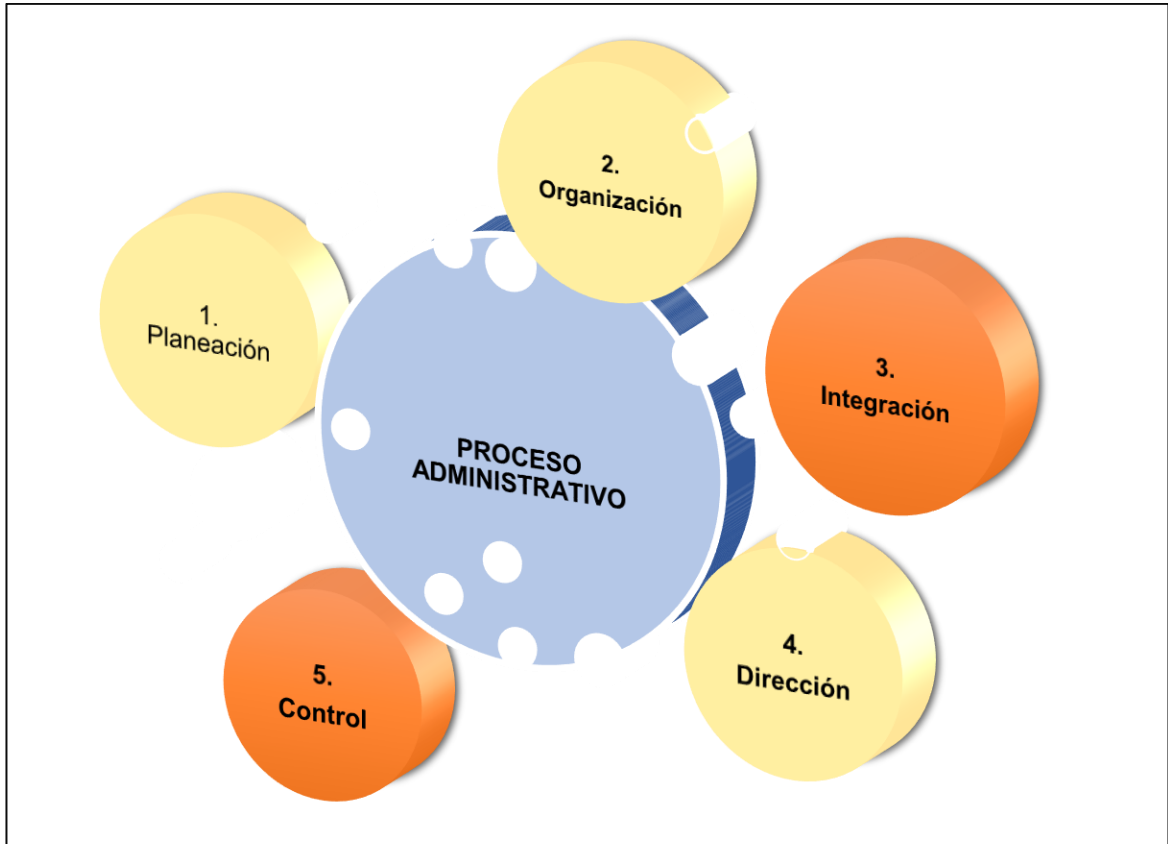 1.
Planeación
2.
Organización
3.
Integración
PROCESO
ADMINISTRATIVO
4.
Dirección
5.
Control